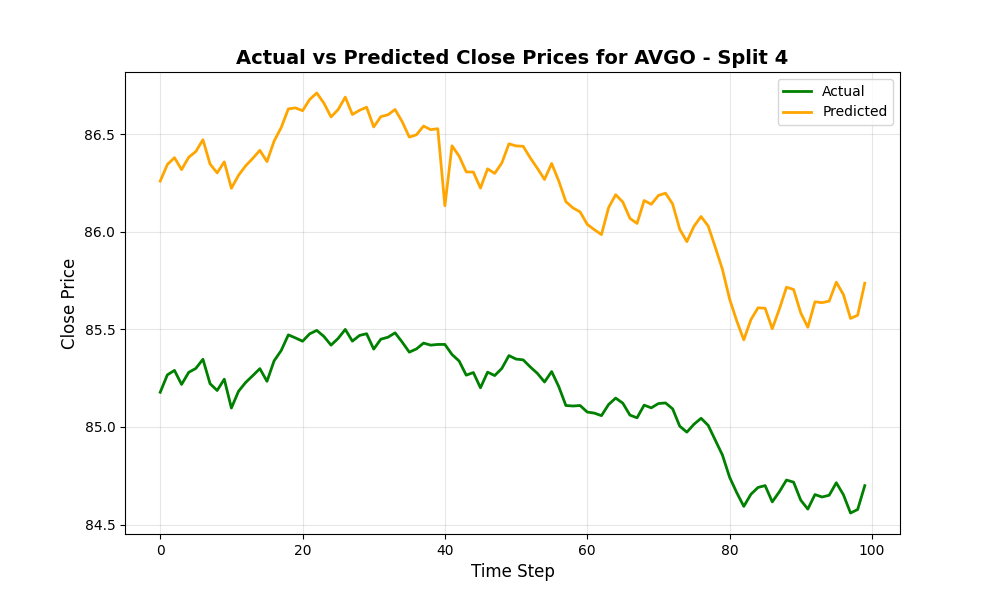 Actual vs Predicted Close Prices for AVGO - Split 4
Actual
Predicted
Close Price
86.5
86.0
85.5
85.0
84.5
0 20 40 60 80 100
Time Step